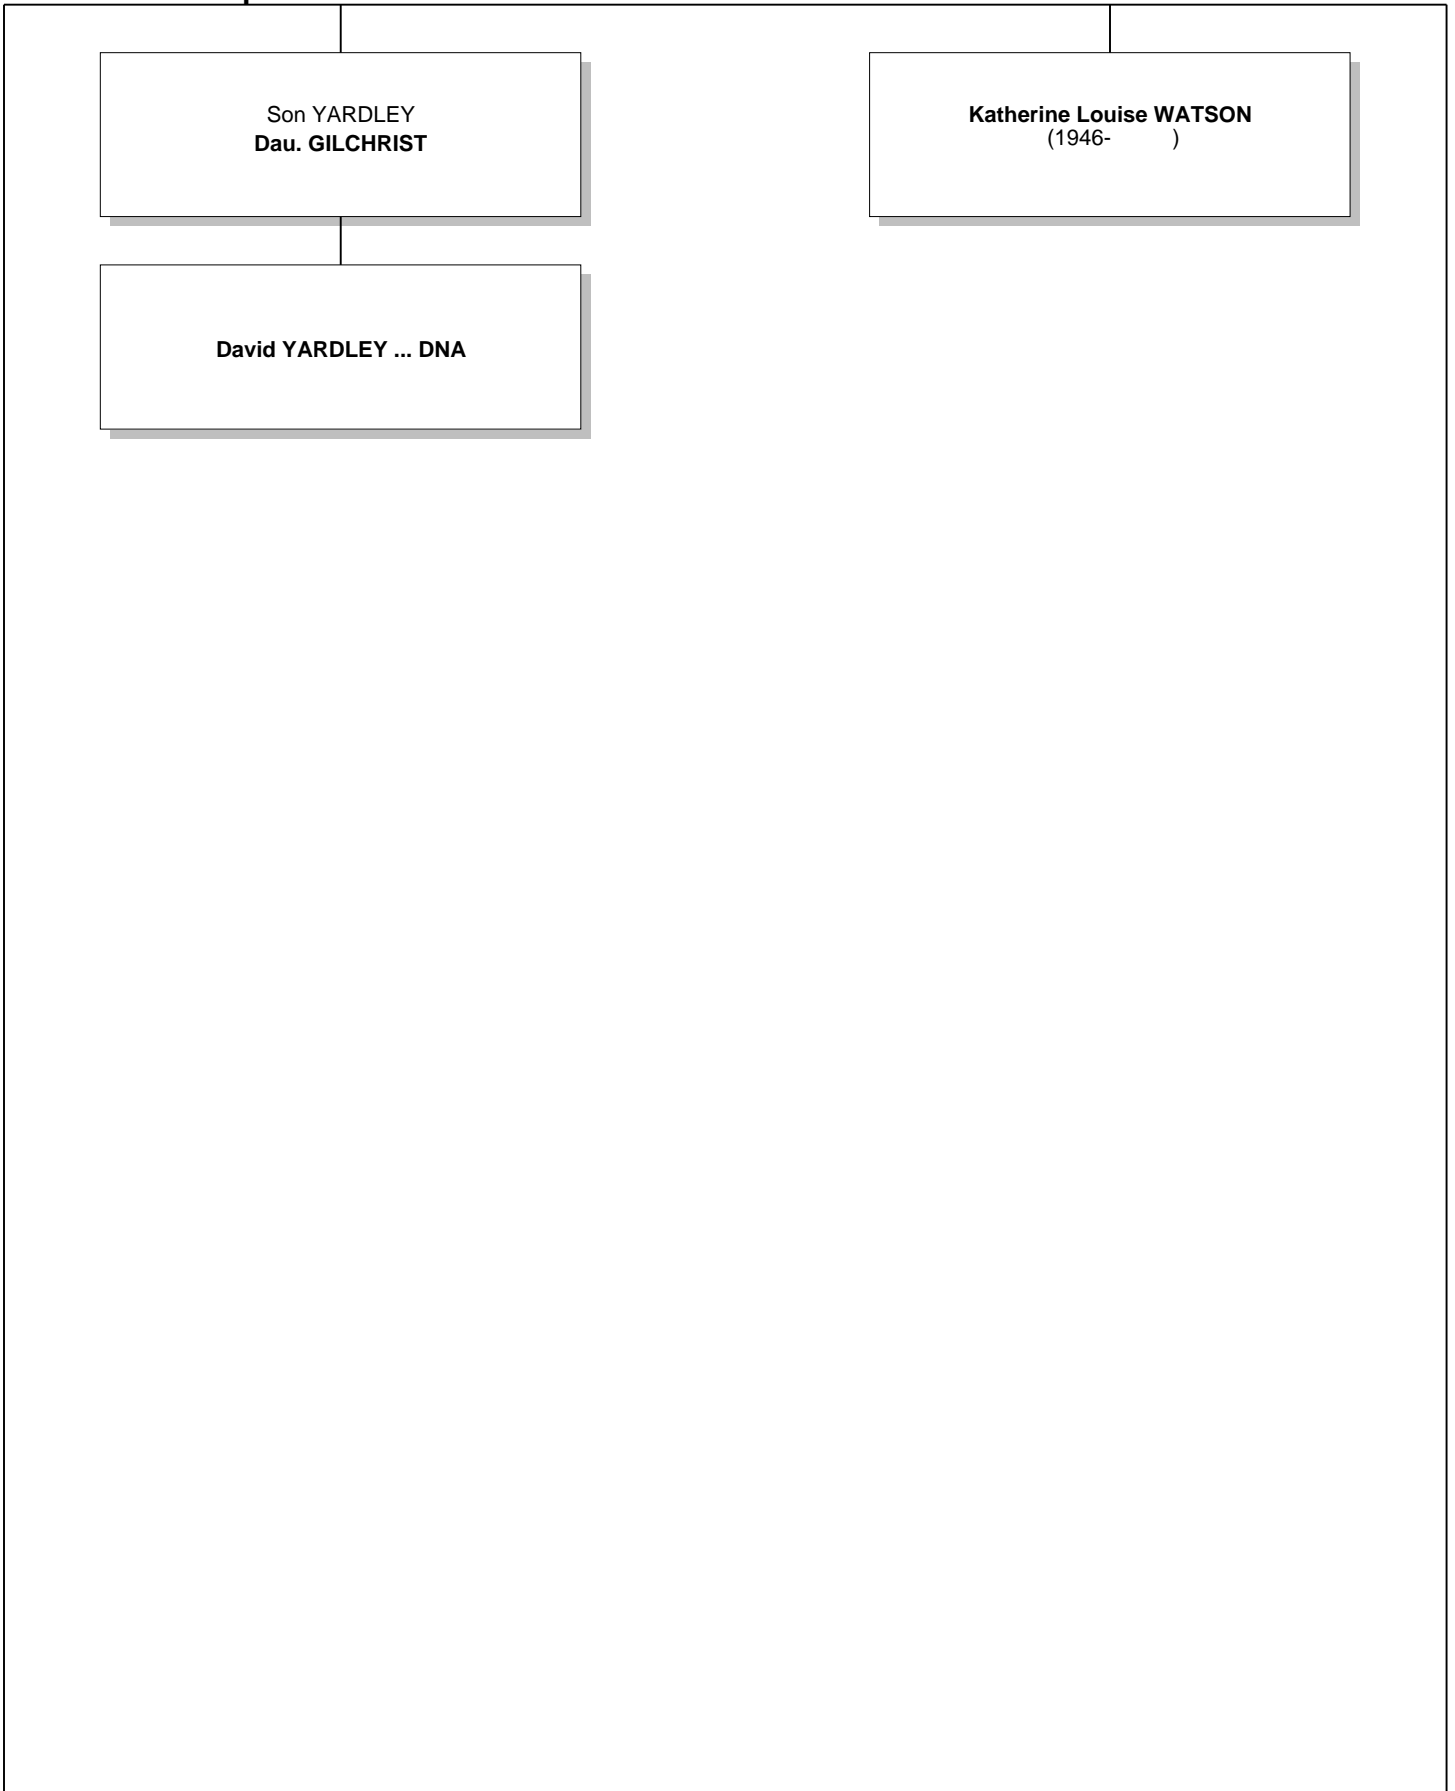 Son YARDLEY
Dau. GILCHRIST
Katherine Louise WATSON
(1946- )
David YARDLEY ... DNA